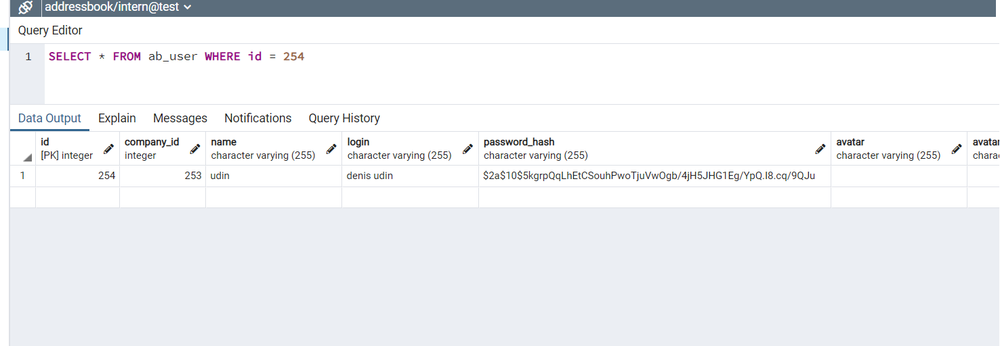 addressbook/intern@test
Query Editor
1 SELECT * FROM ab_user WHERE id = 254
Data Output Explain Messages Notifications Query History
id company_id name login password_hash avatar avatar
[PK] integer integer character varying (255) character varying (255) character varying (255) character varying (255) charac
1 254 253 udin denis udin $2a$10$5kgrpQqLhEtCSouhPwoTjuVwOgb/4jH5JHG1Eg/YpQ.I8.cq/9QJu